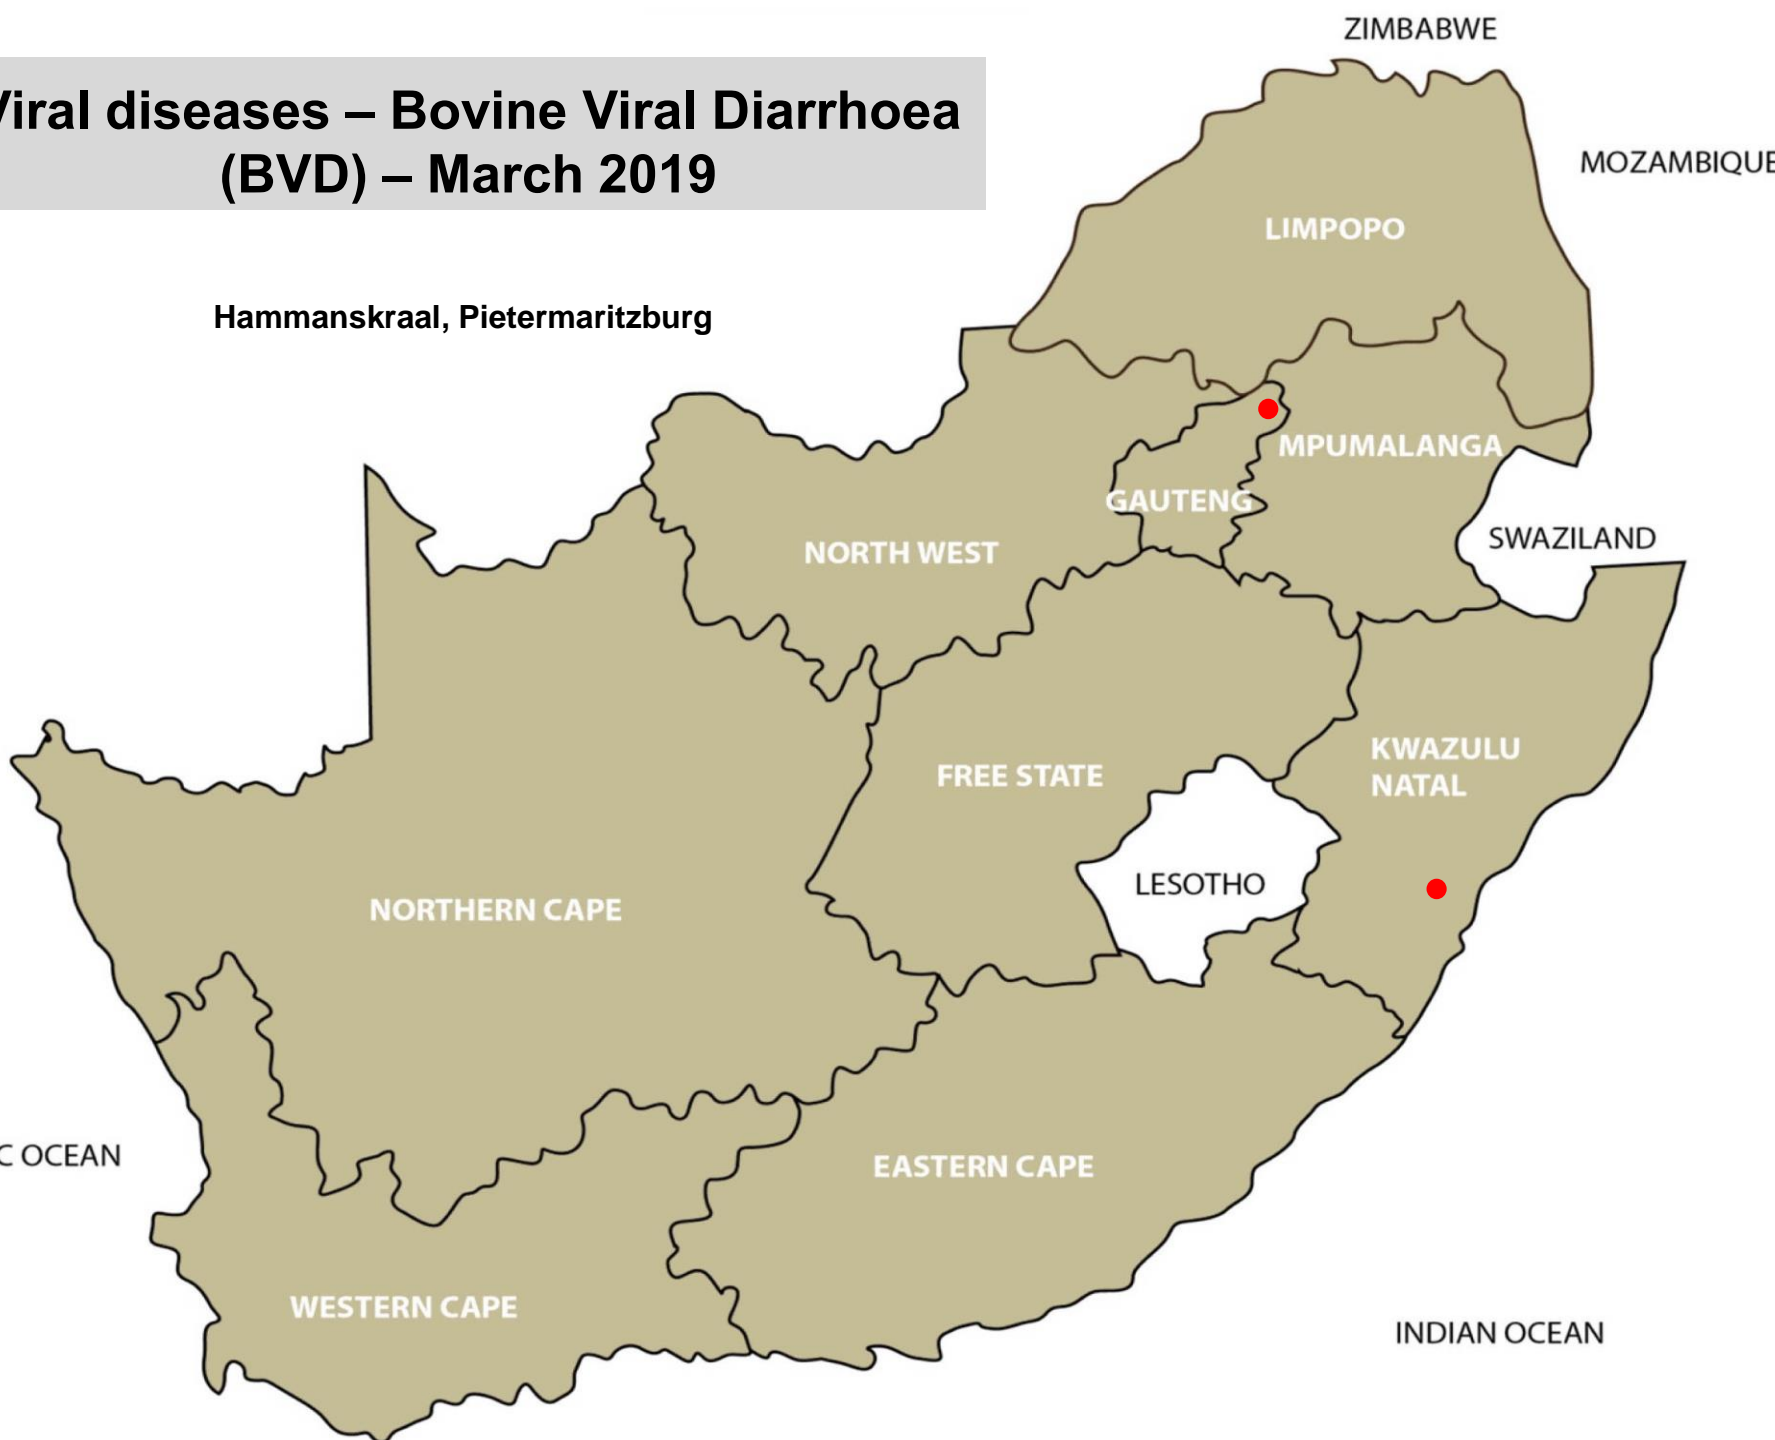 Viral diseases – Bovine Viral Diarrhoea
(BVD) – March 2019
Hammanskraal, Pietermaritzburg
ZIMBABWE
MOZAMBIQUE
LIMPOPO
MPUMALANGA
GAUTENG
SWAZILAND
NORTH WEST
KWAZULU
NATAL
FREE STATE
LESOTHO
NORTHERN CAPE
C OCEAN
EASTERN CAPE
WESTERN CAPE
INDIAN OCEAN